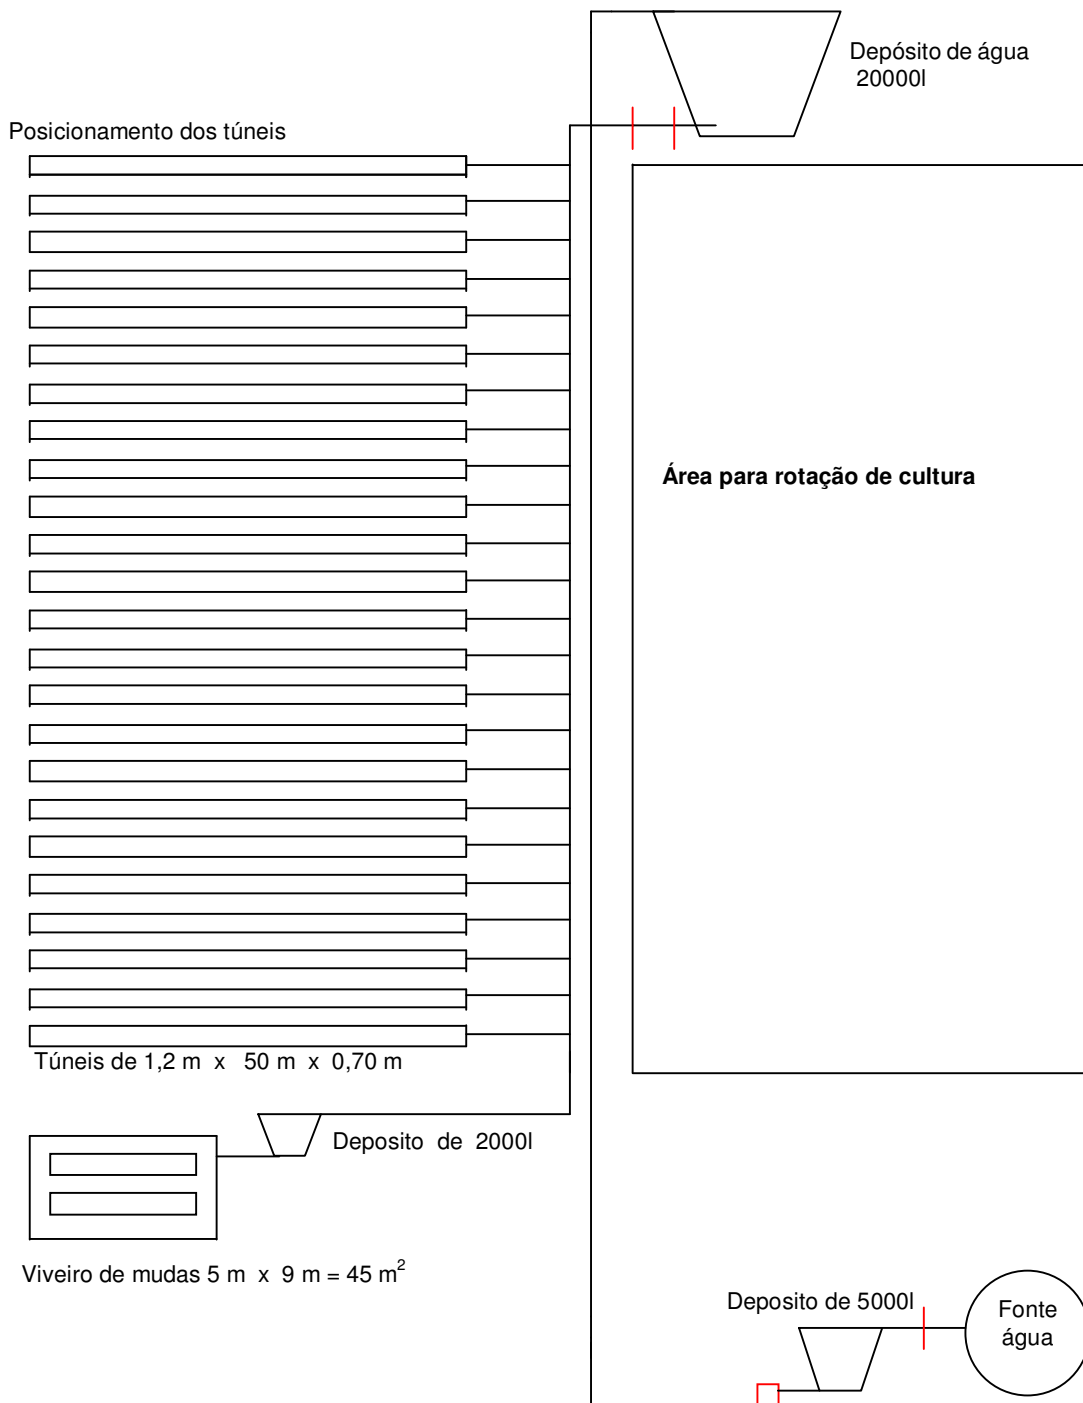 Depósito de água
20000l
Posicionamento dos túneis
Área para rotação de cultura
Túneis de 1,2 m x 50 m x 0,70 m
Deposito de 2000l
Viveiro de mudas 5 m x 9 m = 45 m²
Deposito de 5000l
Fonte
água